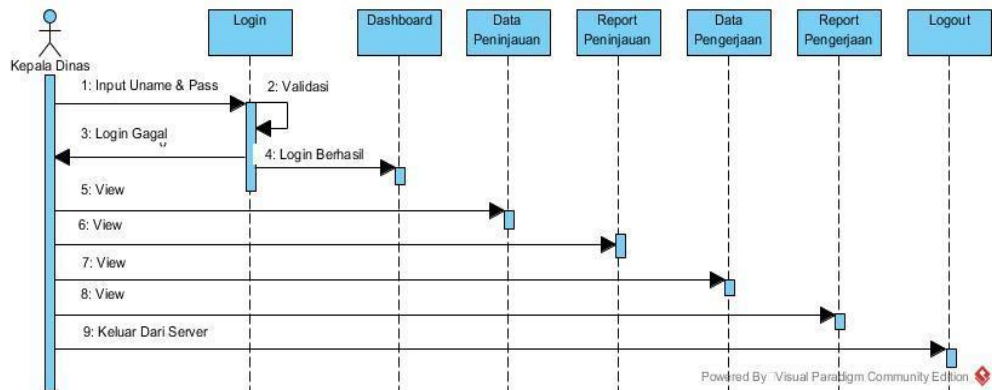 Login
Dashboard
Data
Peninjauan
Report
Peninjauan
Data
Pengerjaan
Report
Pengerjaan
Logout
Kepala Dinas
1: Input Uname & Pass
2: Validasi
3: Login Gagal
4: Login Berhasil
5: View
6: View
7: View
8: View
9: Keluar Dari Server
Powered By Visual Paradigm Community Edition